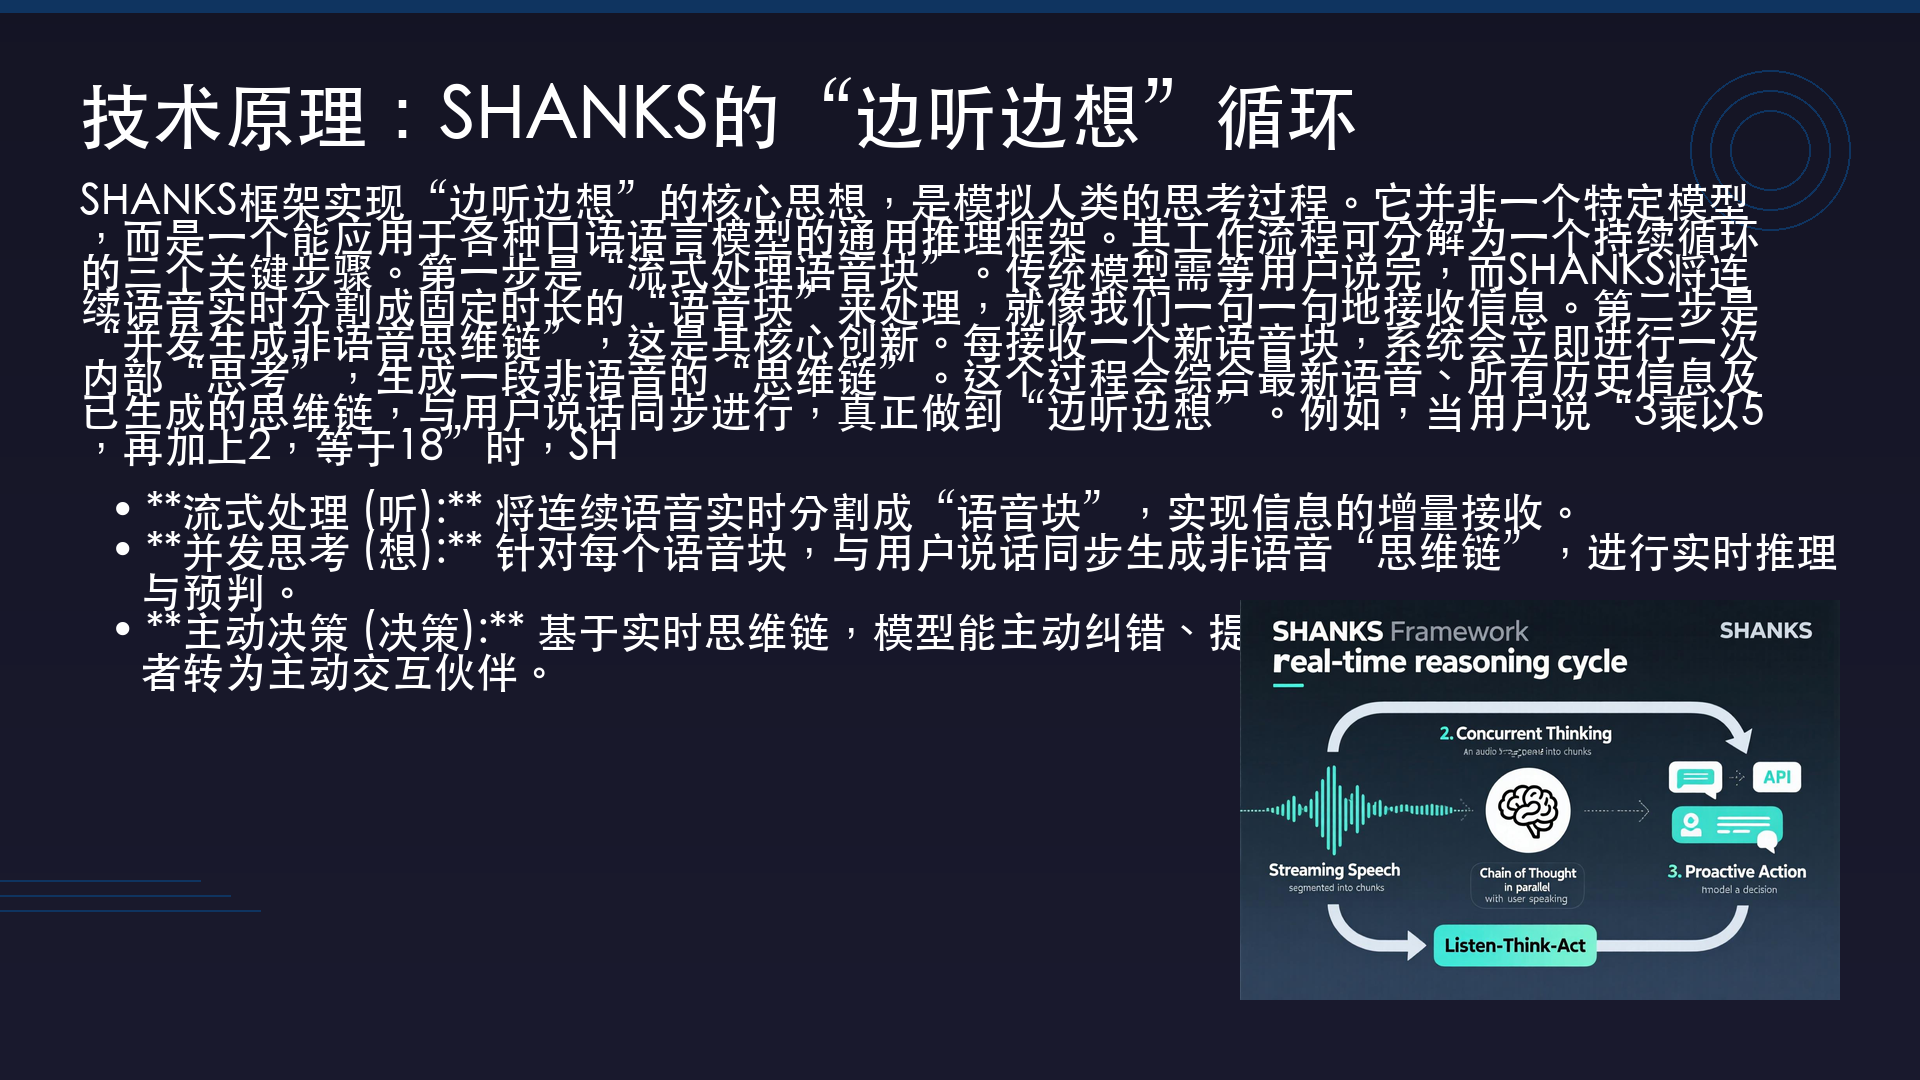 技术原理：SHANKS的“边听边想”循环
SHANKS框架实现“边听边想”的核心思想，是模拟人类的思考过程。它并非一个特定模型
，而是一个能应用于各种口语语言模型的通用推理框架。其工作流程可分解为一个持续循环
的三个关键步骤。第一步是“流式处理语音块”。传统模型需等用户说完，而SHANKS将连
续语音实时分割成固定时长的“语音块”来处理，就像我们一句一句地接收信息。第二步是
“并发生成非语音思维链”，这是其核心创新。每接收一个新语音块，系统会立即进行一次
内部“思考”，生成一段非语音的“思维链”。这个过程会综合最新语音、所有历史信息及
已生成的思维链，与用户说话同步进行，真正做到“边听边想”。例如，当用户说“3乘以5
，再加上2，等于18”时，SH
• **流式处理 (听):** 将连续语音实时分割成“语音块”，实现信息的增量接收。
• **并发思考 (想):** 针对每个语音块，与用户说话同步生成非语音“思维链”，进行实时推理
与预判。
• **主动决策 (决策):** 基于实时思维链，模型能主动纠错、提
者转为主动交互伙伴。
SHANKS Framework
SHANKS
real-time reasoning cycle
2. Concurrent Thinking
An audio into chunks
API
Streaming Speech
segmented into chunks
Chain of Thought
in parallel
with user speaking
3. Proactive Action
model a decision
Listen-Think-Act